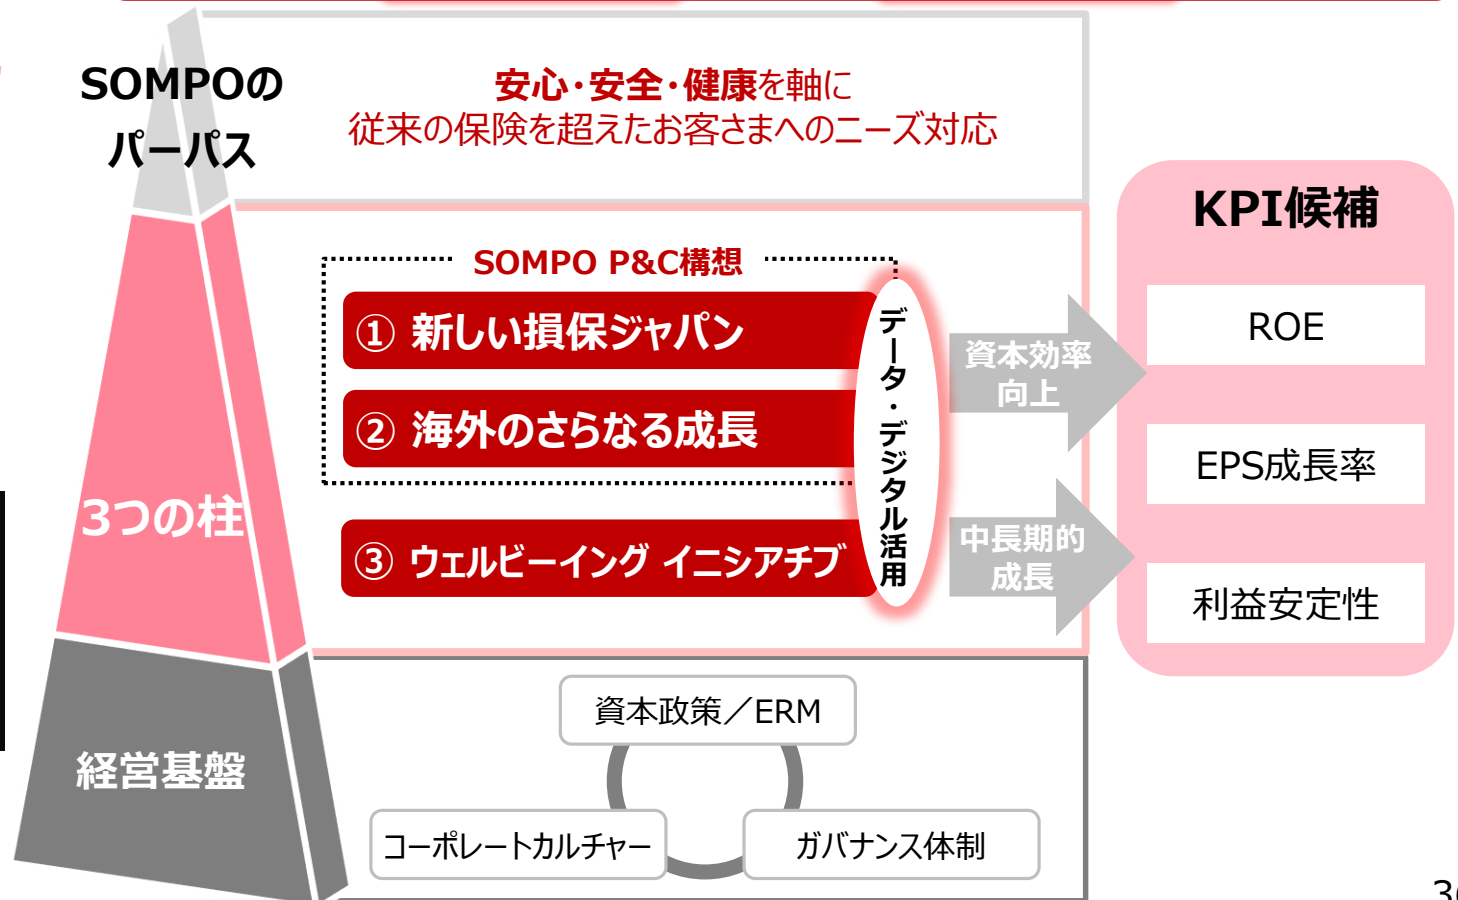 SOMPOの
パーパス
安心・安全・健康を軸に
従来の保険を超えたお客さまへのニーズ対応
3つの柱
SOMPO P&C構想
① 新しい損保ジャパン
② 海外のさらなる成長
③ ウェルビーイング イニシアチブ
データ・デジタル活用
資本効率
向上
中長期的
成長
KPI候補
ROE
EPS成長率
利益安定性
経営基盤
資本政策／ERM
コーポレートカルチャー
ガバナンス体制